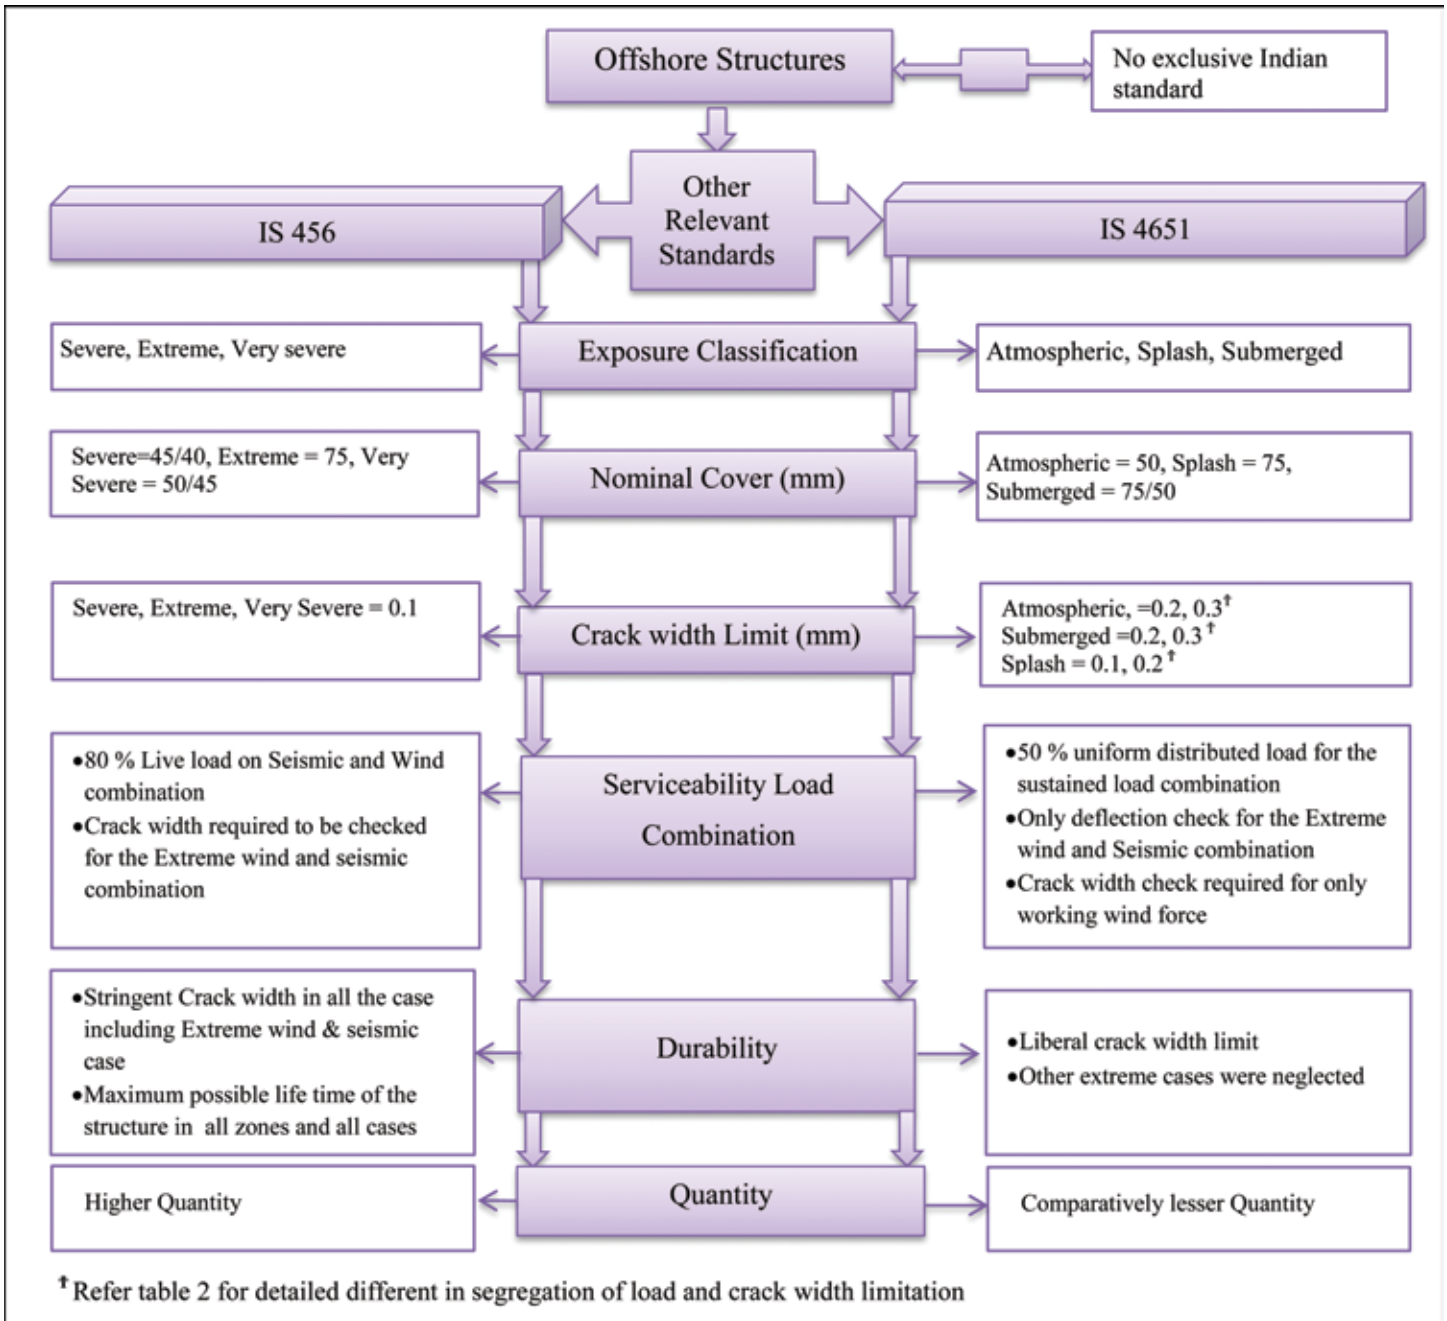 Offshore Structures
No exclusive Indian
standard
Other
Relevant
Standards
IS 456
IS 4651
Severe, Extreme, Very severe
Exposure Classification
Atmospheric, Splash, Submerged
Severe=45/40, Extreme = 75, Very
Severe = 50/45
Nominal Cover (mm)
Atmospheric = 50, Splash = 75,
Submerged = 75/50
Severe, Extreme, Very Severe = 0.1
Crack width Limit (mm)
Atmospheric, =0.2, 0.3†
Submerged =0.2, 0.3†
Splash = 0.1, 0.2†
•80 % Live load on Seismic and Wind
combination
•Crack width required to be checked
for the Extreme wind and seismic
combination
Serviceability Load
Combination
•50 % uniform distributed load for the
sustained load combination
•Only deflection check for the Extreme
wind and Seismic combination
•Crack width check required for only
working wind force
•Stringent Crack width in all the case
including Extreme wind & seismic
case
•Maximum possible life time of the
structure in all zones and all cases
Durability
•Liberal crack width limit
•Other extreme cases were neglected
Higher Quantity
Quantity
Comparatively lesser Quantity
†Refer table 2 for detailed different in segregation of load and crack width limitation